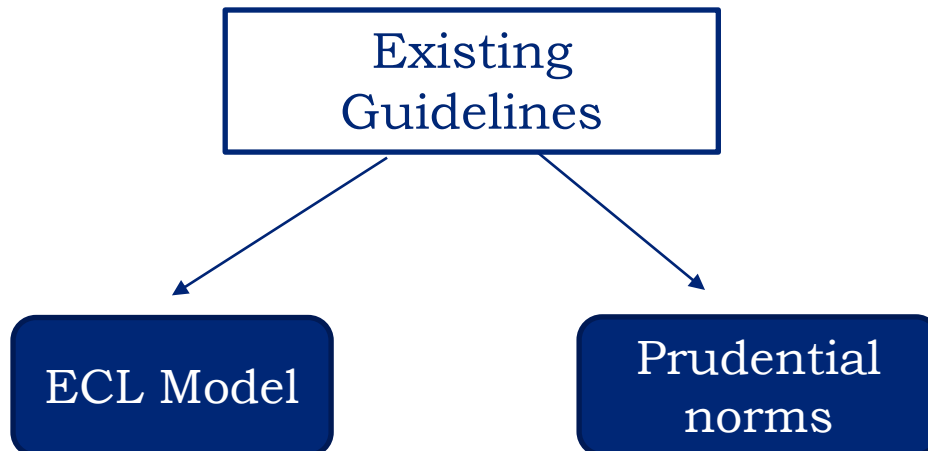 Existing
Guidelines
ECL Model
Prudential
norms